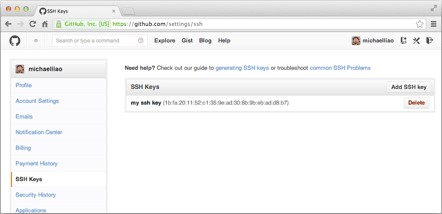 SSH Keys
GitHub, Inc. [US] https://github.com/settings/ssh
Search or type a command
Explore Gist Blog Help
michaelliao
michaelliao
Profile
Account Settings
Emails
Notification Center
Billing
Payment History
SSH Keys
Security History
Applications
Need help? Check out our guide to generating SSH keys or troubleshoot common SSH Problems
SSH Keys
Add SSH key
my ssh key (1b:fa:20:11:52:c1:35:9e:ad:30:8b:9b:eb:ad:d8:b7)
Delete